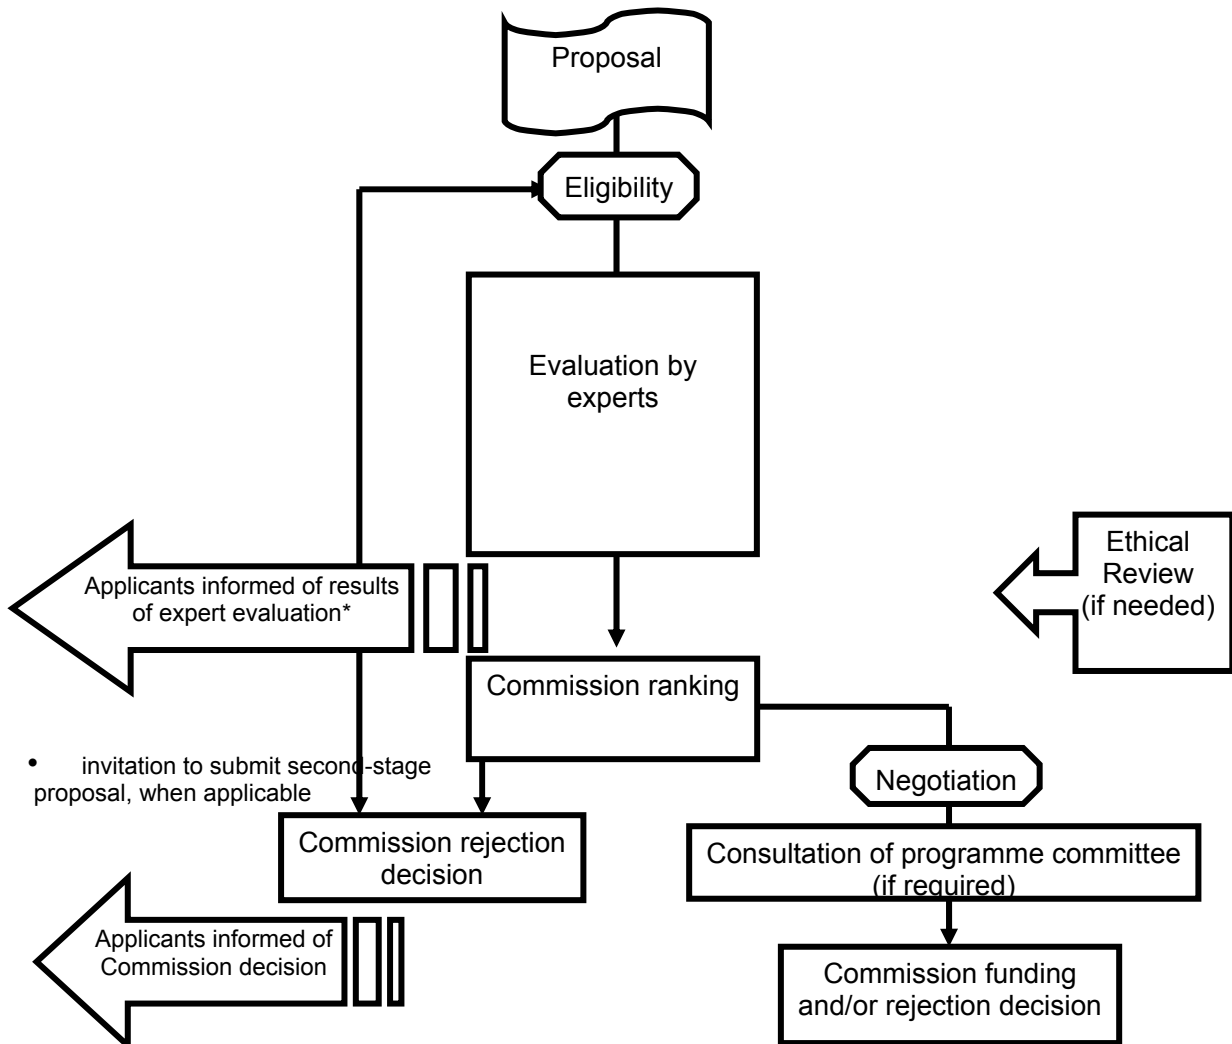 Proposal
Eligibility
Evaluation by
experts
Ethical
Review
(if needed)
Applicants informed of results
of expert evaluation*
Commission ranking
• invitation to submit second-stage
proposal, when applicable
Negotiation
Commission rejection
decision
Consultation of programme committee
(if required)
Applicants informed of
Commission decision
Commission funding
and/or rejection decision